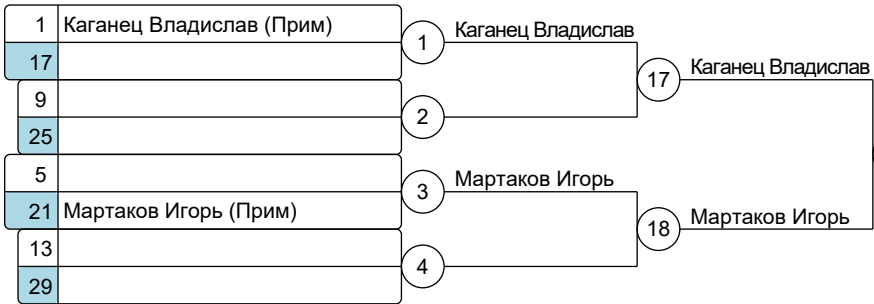 1 Каганец Владислав (Прим)
17
1 Каганец Владислав
9
25
2
17 Каганец Владислав
5
21 Мартаков Игорь (Прим)
3 Мартаков Игорь
13
29
4
18 Мартаков Игорь